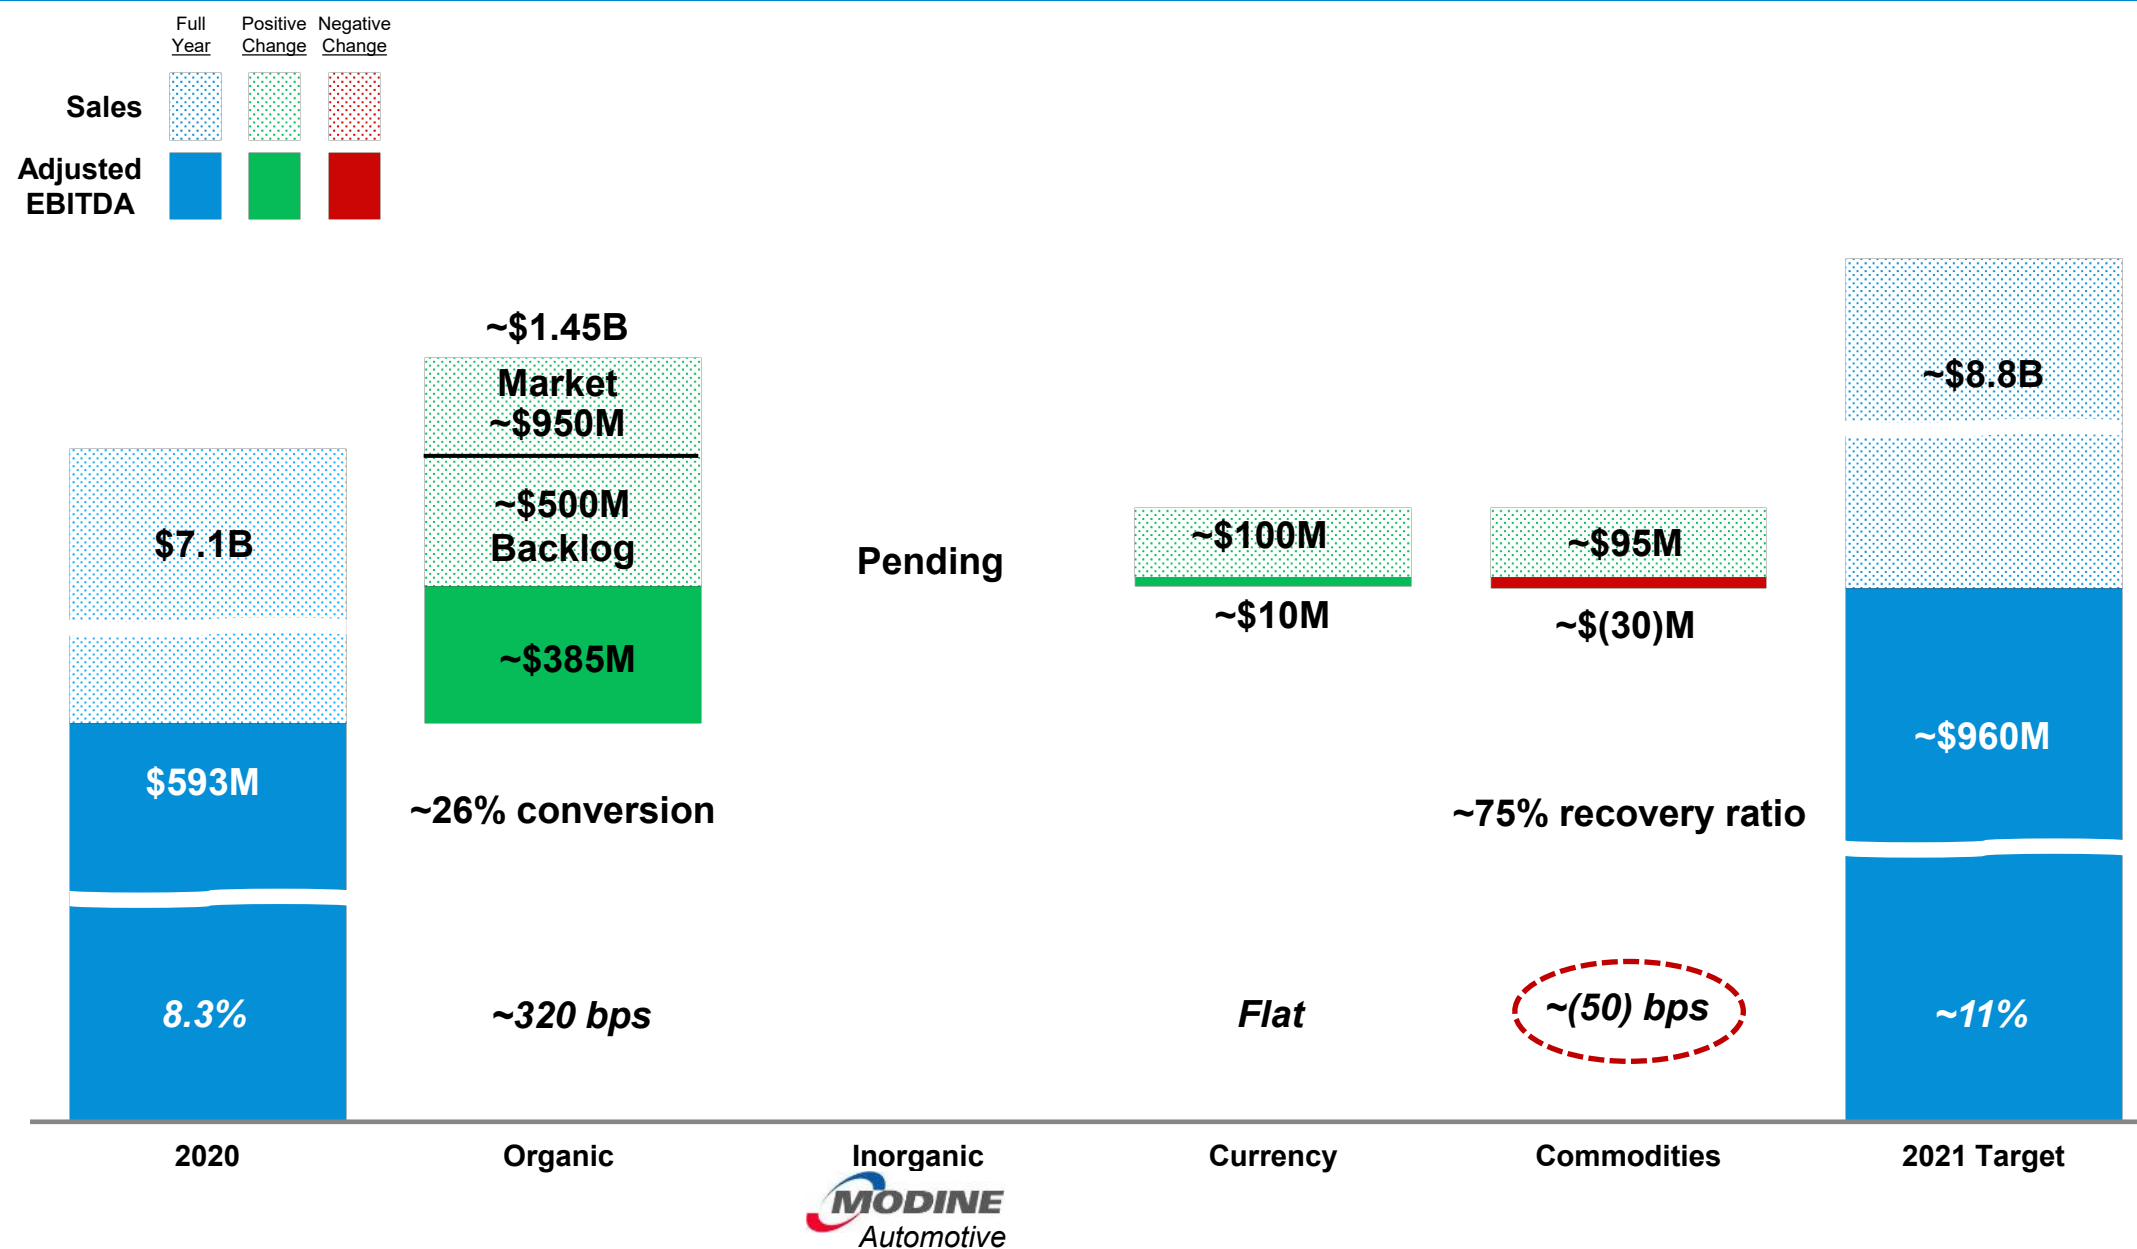 Full Year
Positive Change
Negative Change
Sales
Adjusted
EBITDA
$7.1B
$593M
8.3%
~$1.45B
Market
~$950M
~$500M
Backlog
~$385M
~26% conversion
~320 bps
Pending
~$100M
~$10M
Flat
~$95M
~$(30)M
~75% recovery ratio
~(50) bps
~$8.8B
~$960M
~11%
2020
Organic
Inorganic
Currency
Commodities
2021 Target
MODINE
Automotive